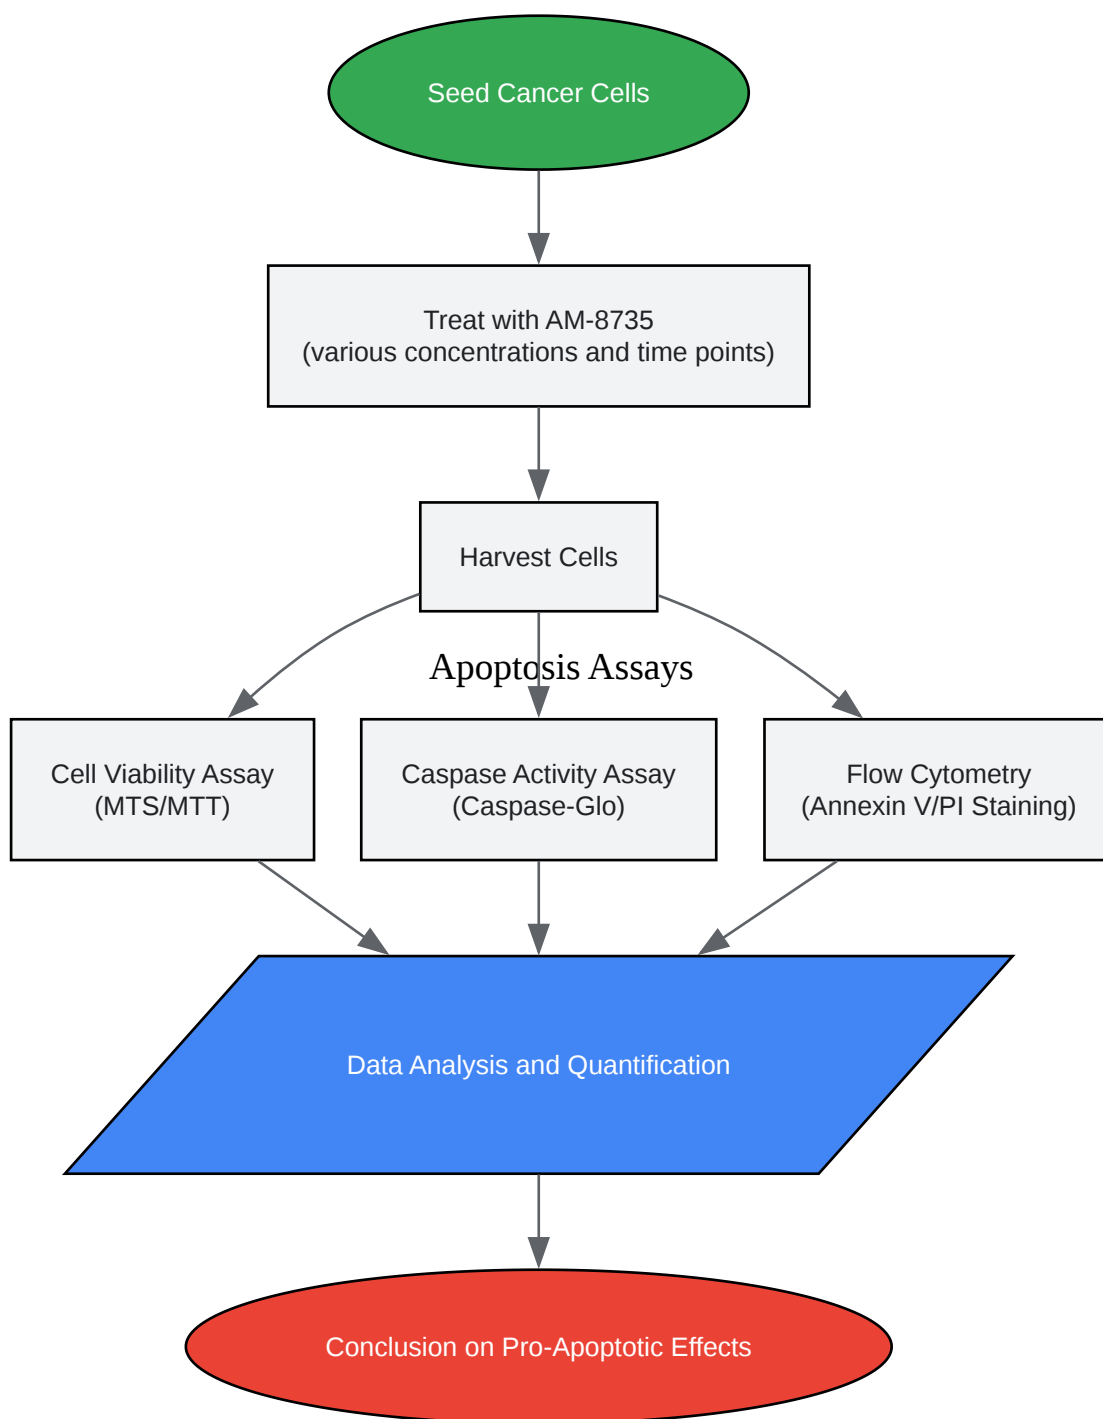 Seed Cancer Cells
Treat with AM-8735
(various concentrations and time points)
Harvest Cells
Apoptosis Assays
Cell Viability Assay
(MTS/MTT)
Caspase Activity Assay
(Caspase-Glo)
Flow Cytometry
(Annexin V/PI Staining)
Data Analysis and Quantification
Conclusion on Pro-Apoptotic Effects